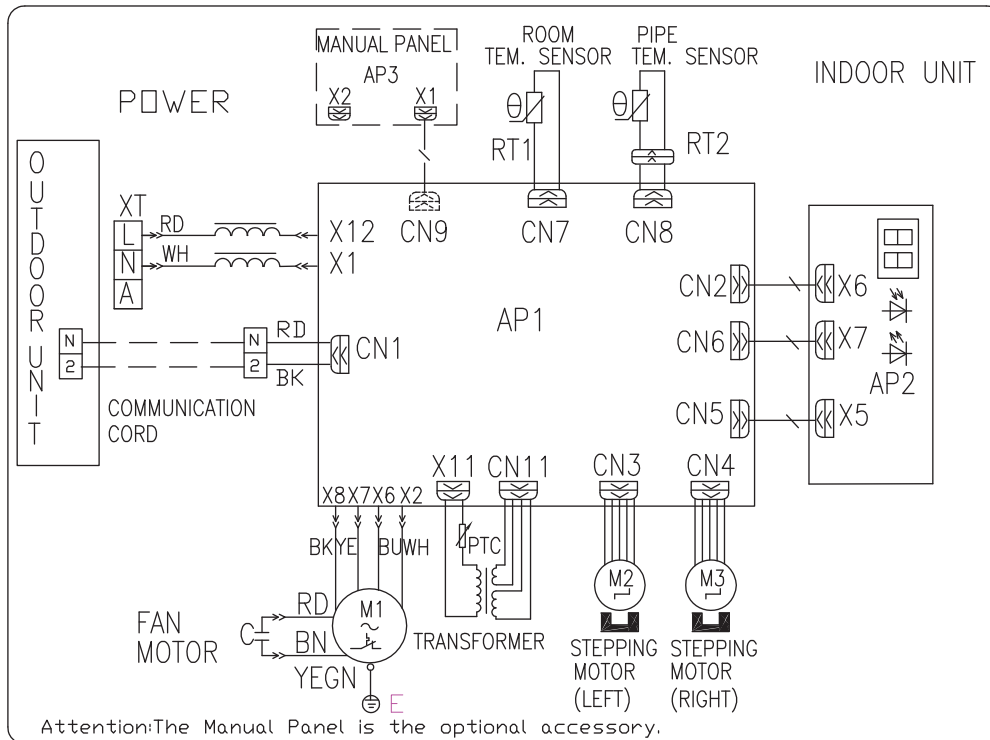 MANUAL PANEL
AP3
X2 X1
ROOM
TEM. SENSOR
PIPE
TEM. SENSOR
INDOOR UNIT
POWER
RT1
RT2
OUTDOOR UNIT
XT
L
N
A
RD
WH
X12
X1
CN9
CN7
CN8
AP1
CN2
CN6
CN5
X6
X7
X5
AP2
N
2
N
2
RD
BK
CN1
COMMUNICATION
CORD
X11
CN11
CN3
CN4
X8 X7 X6 X2
BK YE BU WH
PTC
M1
M2
M3
FAN
MOTOR
C
RD
BN
YEGN
E
TRANSFORMER
STEPPING
MOTOR
(LEFT)
STEPPING
MOTOR
(RIGHT)
Attention:The Manual Panel is the optional accessory.